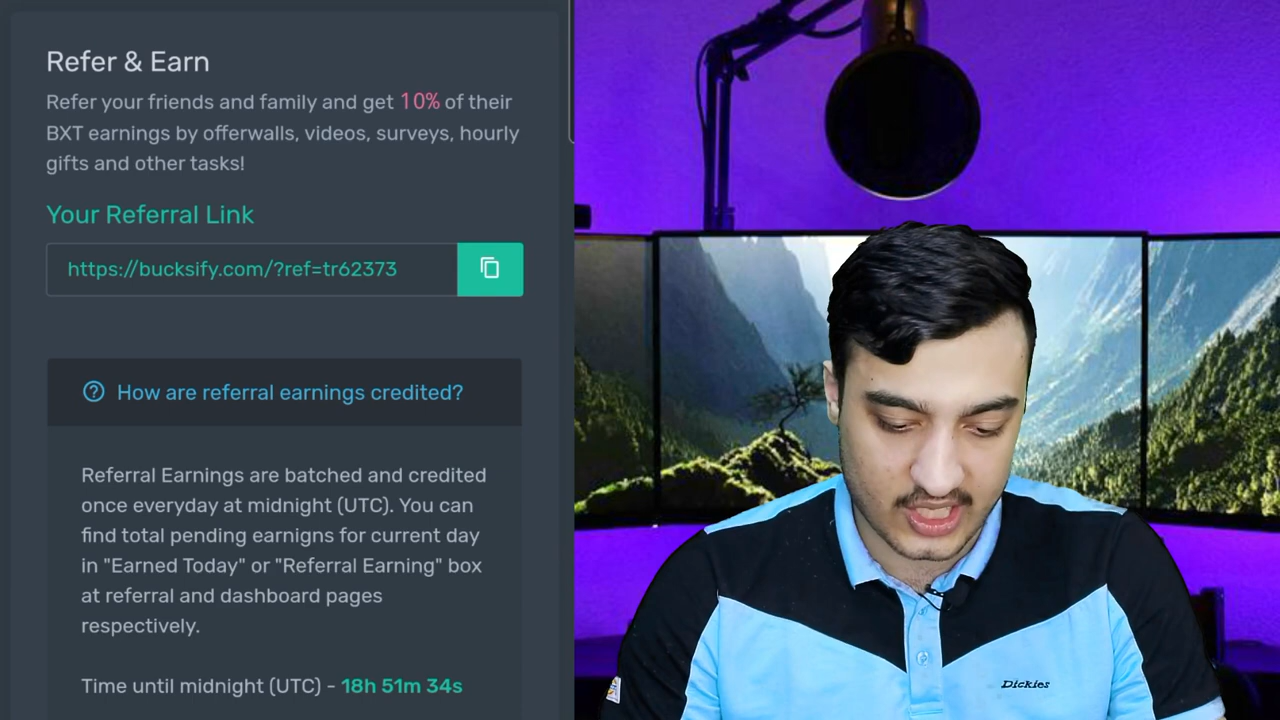 Refer & Earn
Refer your friends and family and get 10% of their
BXT earnings by offerwalls, videos, surveys, hourly
gifts and other tasks!
Your Referral Link
https://bucksify.com/?ref=tr62373
How are referral earnings credited?
Referral Earnings are batched and credited
once everyday at midnight (UTC). You can
find total pending earnigns for current day
in "Earned Today" or "Referral Earning" box
at referral and dashboard pages
respectively.
Time until midnight (UTC) - 18h 51m 34s
Dickies